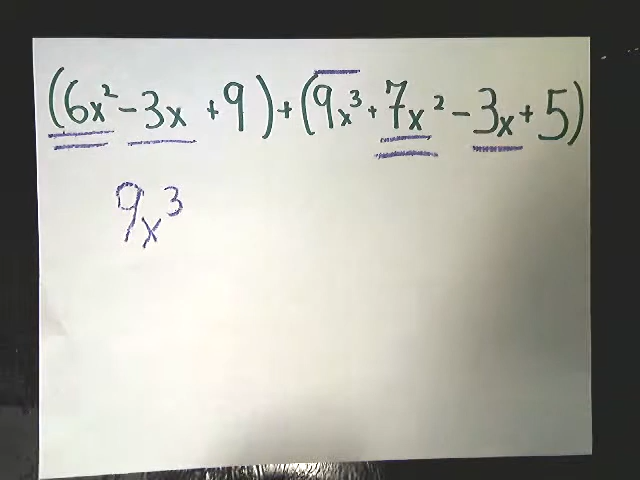 (6x² - 3x + 9) + (9x³ + 7x² - 3x + 5)
9x³